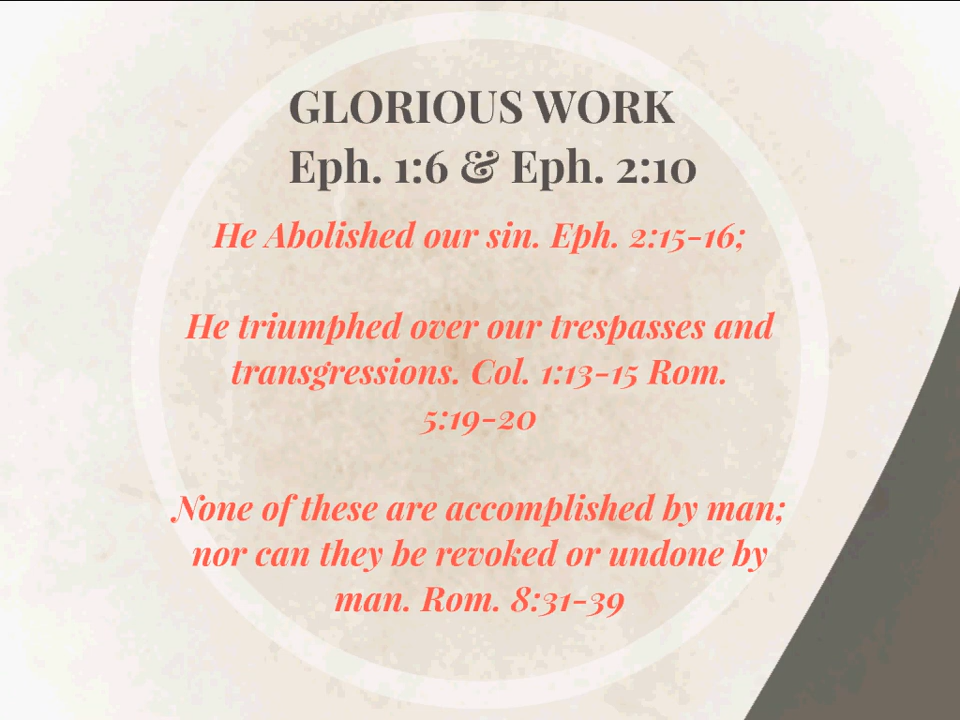 GLORIOUS WORK
Eph. 1:6 & Eph. 2:10
He Abolished our sin. Eph. 2:15-16;
He triumphed over our trespasses and
transgressions. Col. 1:13-15 Rom.
5:19-20
None of these are accomplished by man;
nor can they be revoked or undone by
man. Rom. 8:31-39